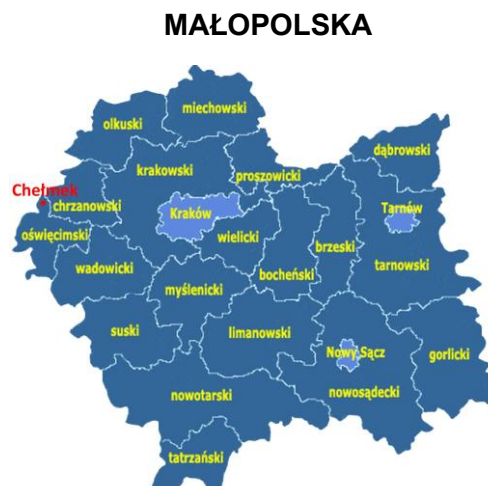 MAŁOPOLSKA
miechowski
olkuski
dąbrowski
krakowski
proszowicki
Chełmek
chrzanowski
Kraków
Tarnów
oświęcimski
wielicki
brzeski
wadowicki
bocheński
tarnowski
myślenicki
suski
limanowski
Nowy Sącz
gorlicki
nowotarski
nowosądecki
tatrzański